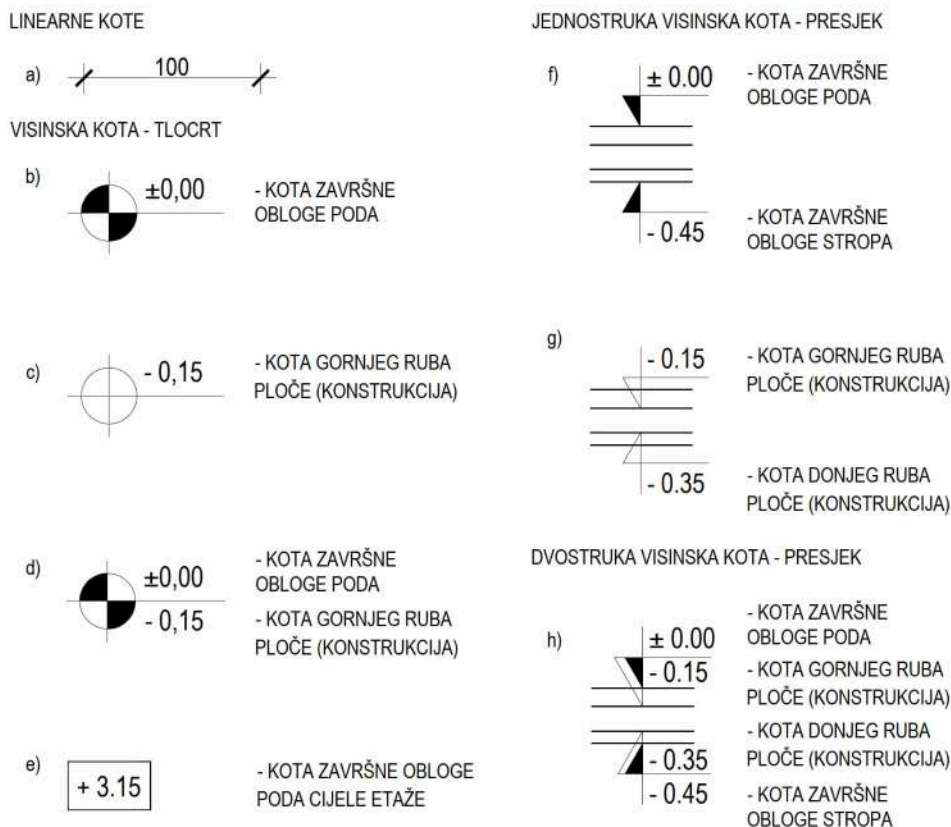 LINEARNE KOTE
a)
100
VISINSKA KOTA - TLOCRT
b)
±0,00
- KOTA ZAVRŠNE
OBLOGE PODA
c)
- 0,15
- KOTA GORNJEG RUBA
PLOČE (KONSTRUKCIJA)
d)
±0,00
- 0,15
- KOTA ZAVRŠNE
OBLOGE PODA
- KOTA GORNJEG RUBA
PLOČE (KONSTRUKCIJA)
e)
+ 3.15
- KOTA ZAVRŠNE OBLOGE
PODA CIJELE ETAŽE
JEDNOSTRUKA VISINSKA KOTA - PRESJEK
f)
± 0.00
- KOTA ZAVRŠNE
OBLOGE PODA
- 0.45
- KOTA ZAVRŠNE
OBLOGE STROPA
g)
- 0.15
- KOTA GORNJEG RUBA
PLOČE (KONSTRUKCIJA)
- 0.35
- KOTA DONJEG RUBA
PLOČE (KONSTRUKCIJA)
DVOSTRUKA VISINSKA KOTA - PRESJEK
h)
± 0.00
- KOTA ZAVRŠNE
OBLOGE PODA
- 0.15
- KOTA GORNJEG RUBA
PLOČE (KONSTRUKCIJA)
- 0.35
- KOTA DONJEG RUBA
PLOČE (KONSTRUKCIJA)
- 0.45
- KOTA ZAVRŠNE
OBLOGE STROPA